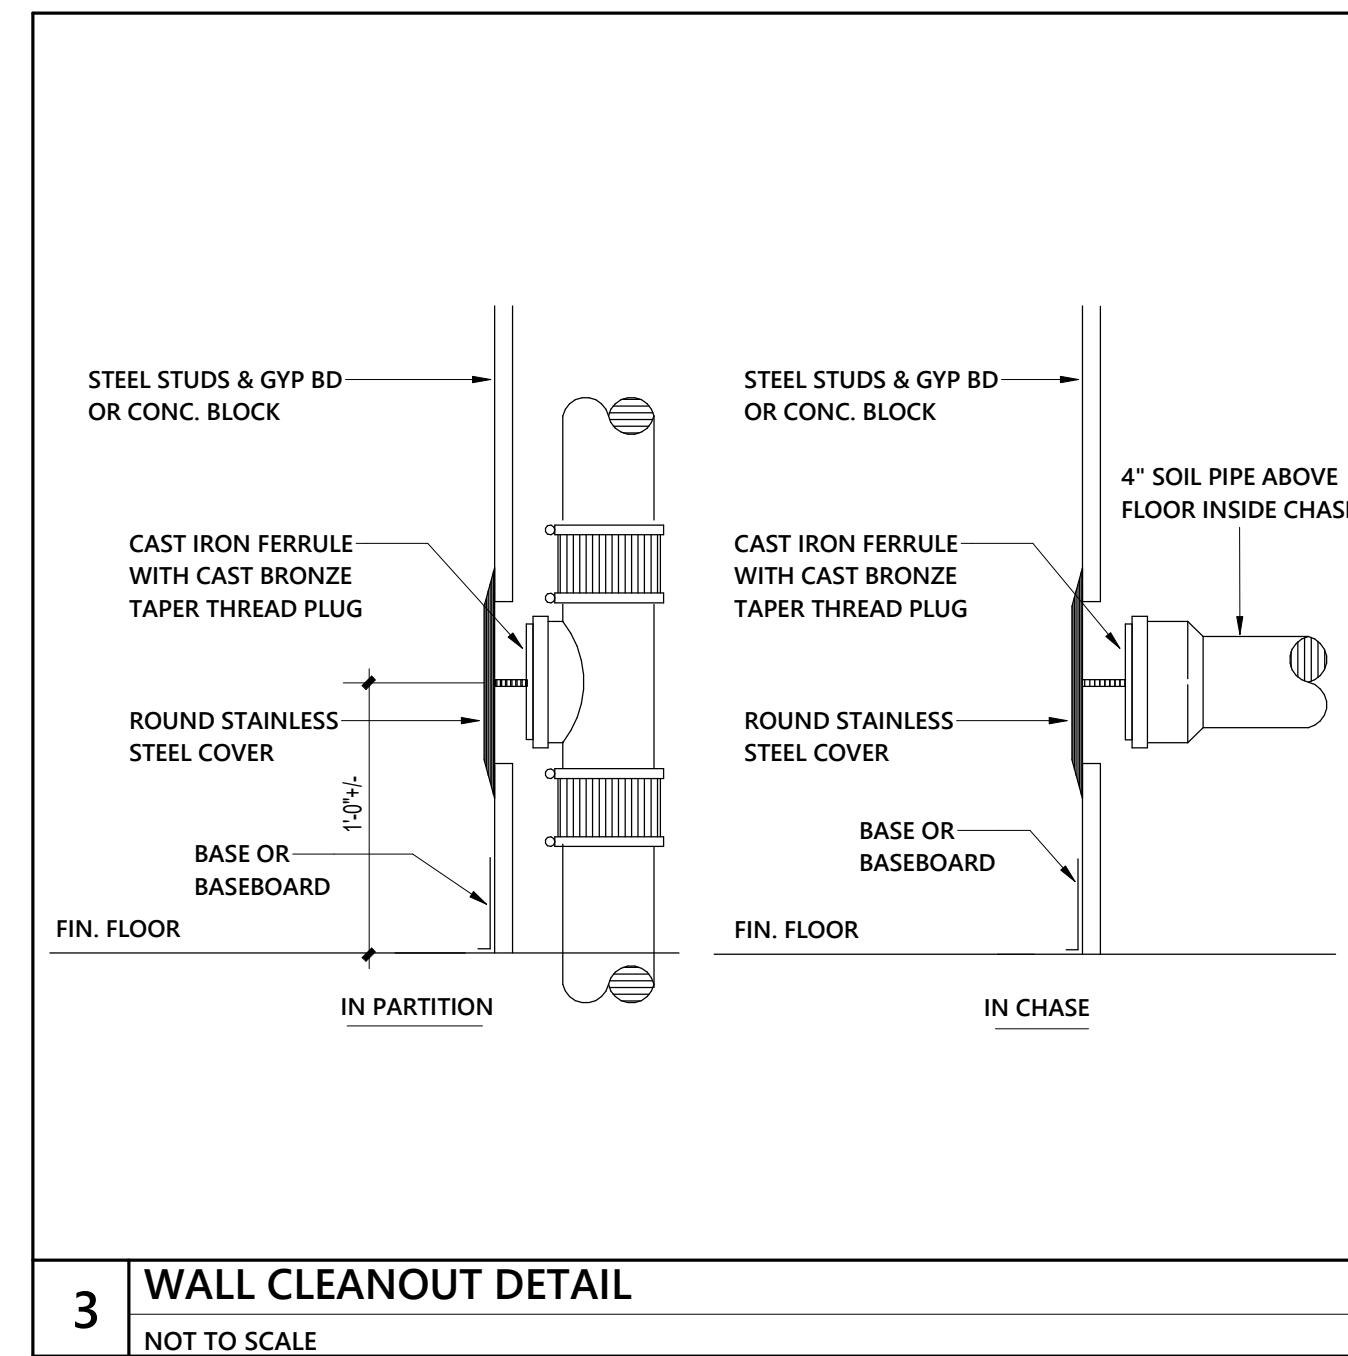 STEEL STUDS & GYP BD
OR CONC. BLOCK
CAST IRON FERRULE
WITH CAST BRONZE
TAPER THREAD PLUG
ROUND STAINLESS
STEEL COVER
1'-0"+/-
BASE OR
BASEBOARD
FIN. FLOOR
IN PARTITION
STEEL STUDS & GYP BD
OR CONC. BLOCK
4" SOIL PIPE ABOVE
FLOOR INSIDE CHASE
CAST IRON FERRULE
WITH CAST BRONZE
TAPER THREAD PLUG
ROUND STAINLESS
STEEL COVER
BASE OR
BASEBOARD
FIN. FLOOR
IN CHASE
3
WALL CLEANOUT DETAIL
NOT TO SCALE